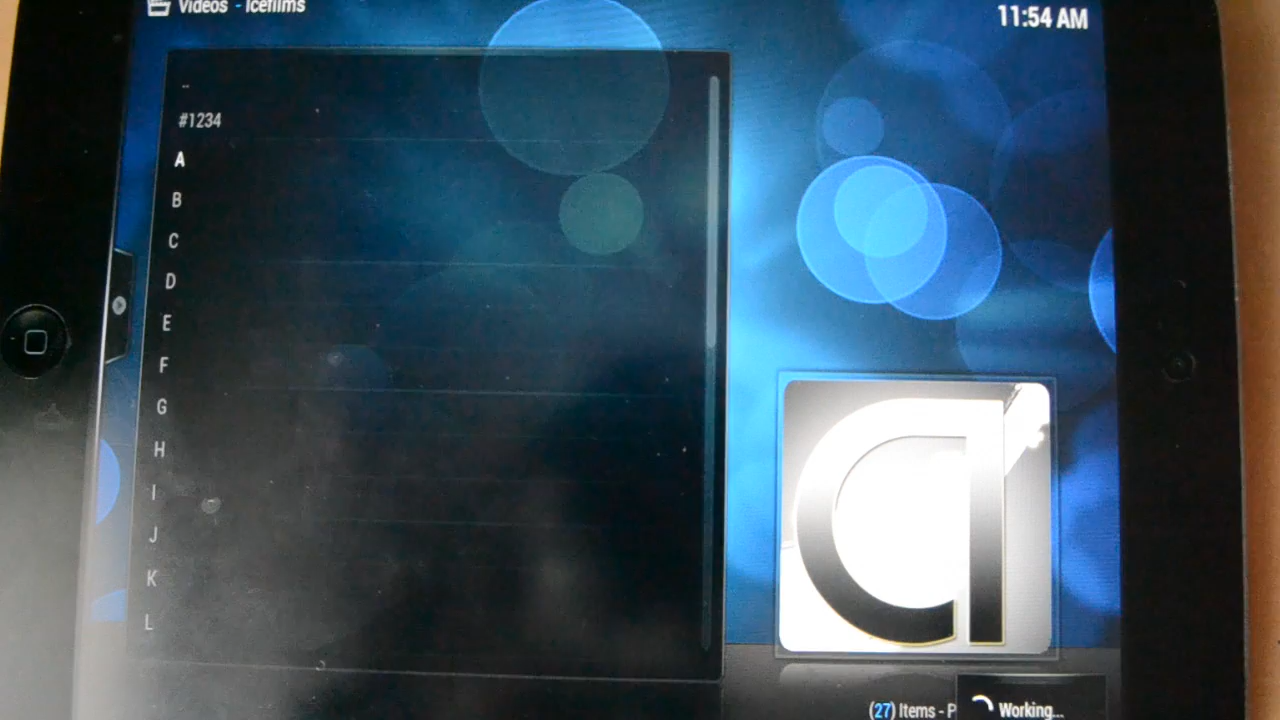 Videos - Icefilms
11:54 AM
..
#1234
A
B
C
D
E
F
G
H
I
J
K
L
a
(27) Items - P
Working...